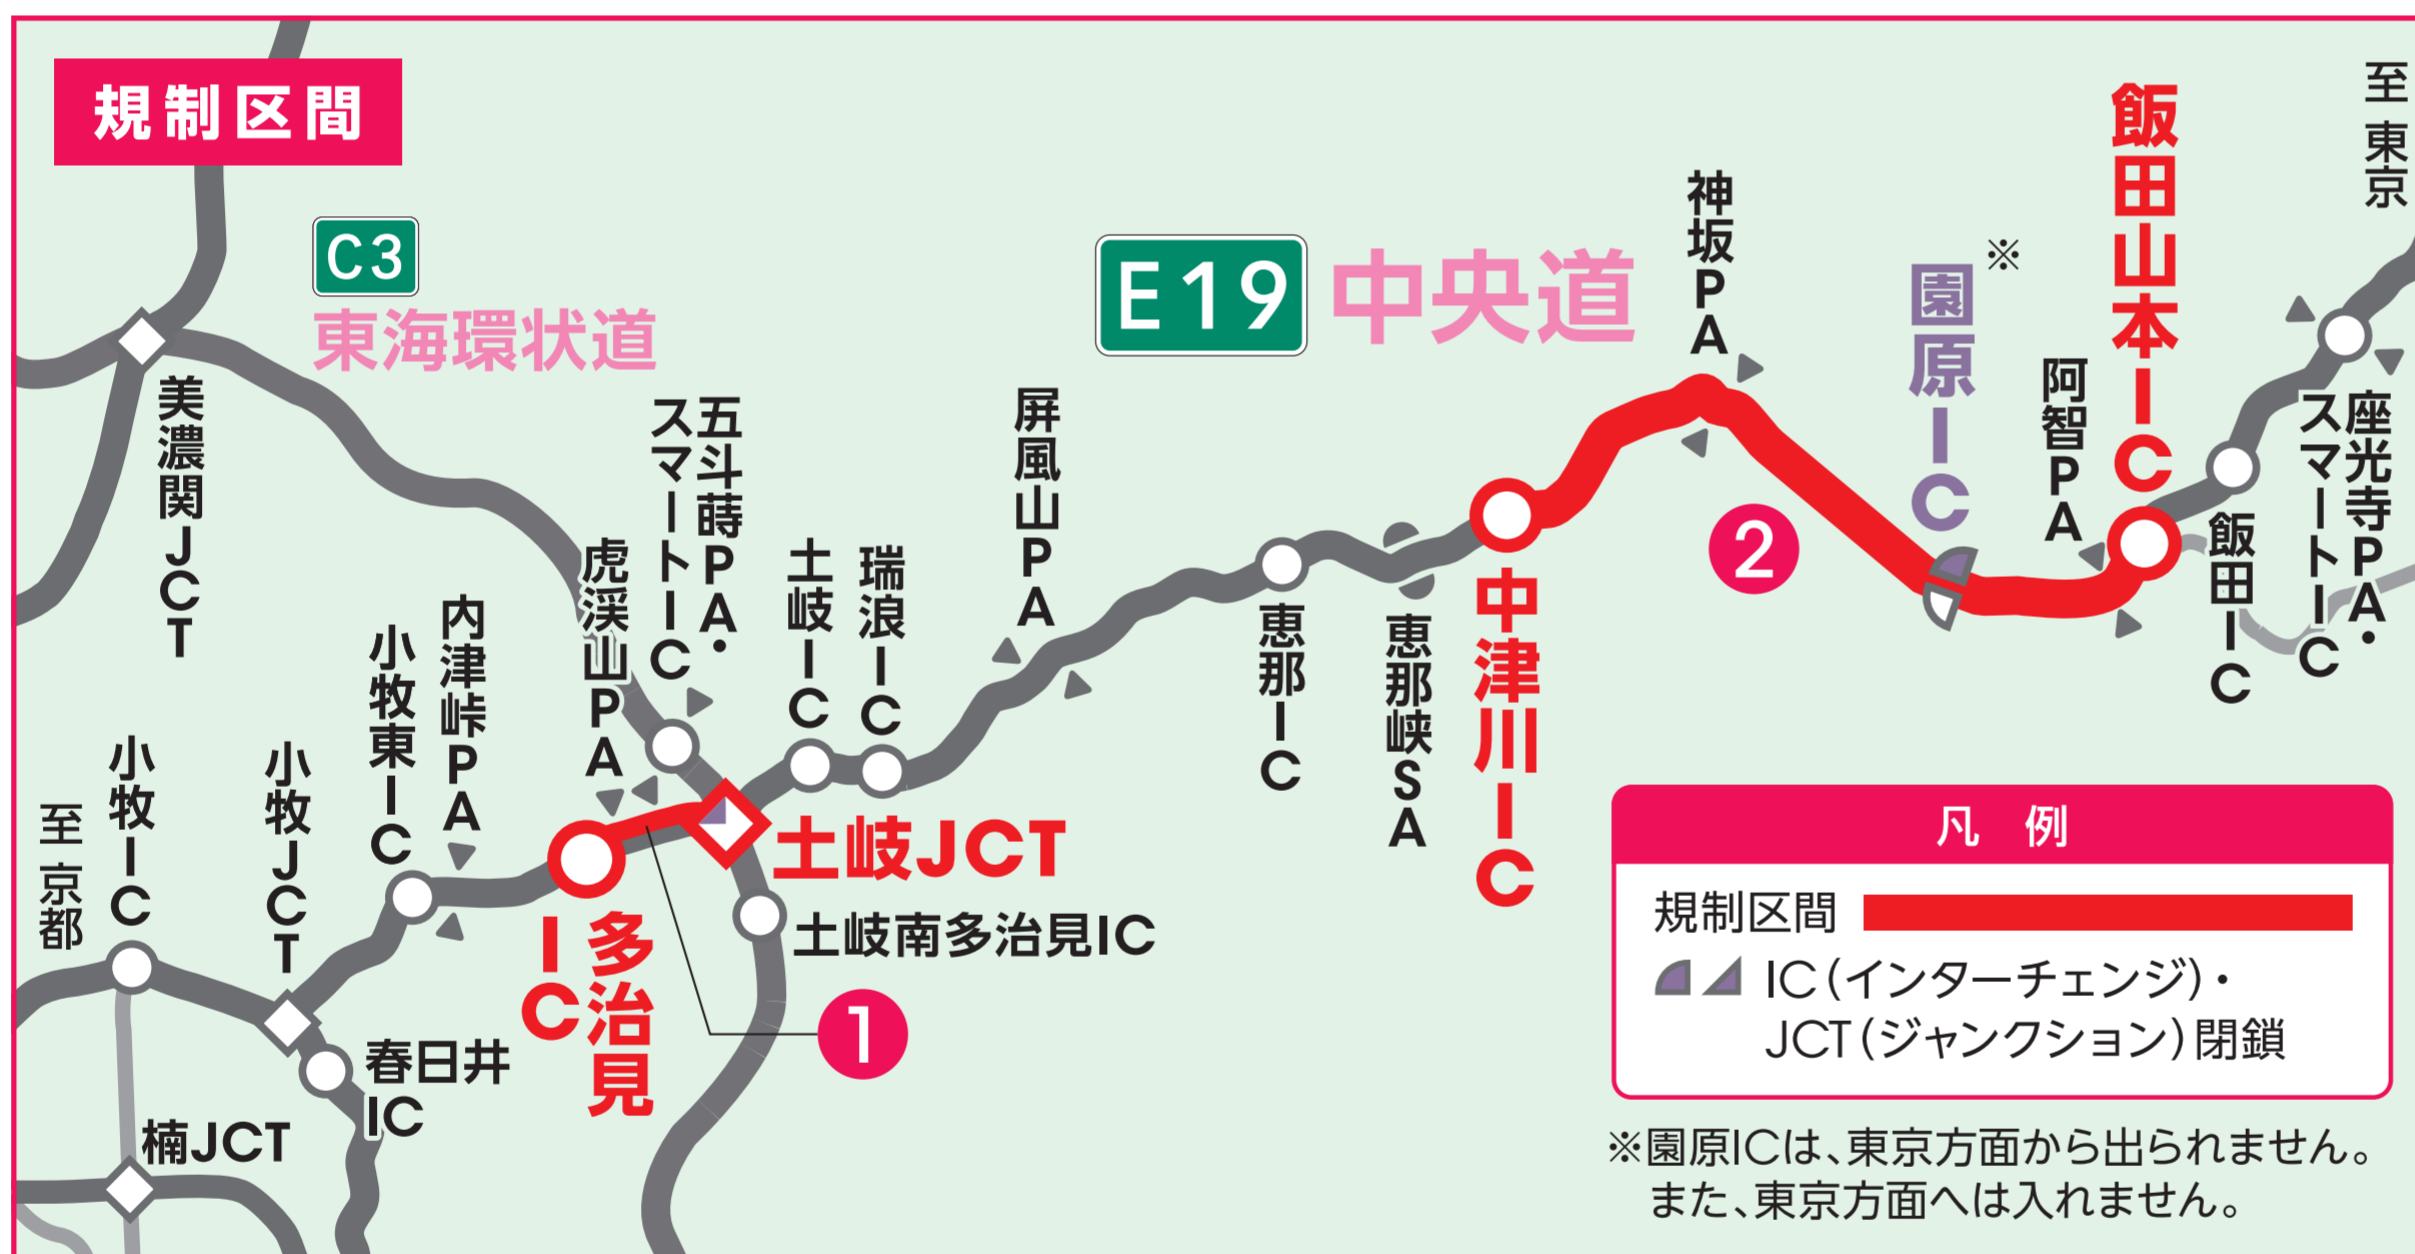 規制区間
C3
東海環状道
E19 中央道
美濃関JCT
虎渓山PA
五斗蒔PA・
スマートIC
土岐IC
瑞浪IC
屏風山PA
恵那IC
恵那峡SA
中津川IC
神坂PA
園原IC
※
阿智PA
飯田山本IC
飯田IC
座光寺PA・
スマートIC
至 東京
至 京都
小牧IC
小牧JCT
小牧東IC
内津峠PA
多治見
IC
土岐JCT
土岐南多治見IC
1
2
春日井
IC
楠JCT
凡 例
規制区間
IC(インターチェンジ)・
JCT(ジャンクション)閉鎖
※園原ICは、東京方面から出られません。
また、東京方面へは入れません。